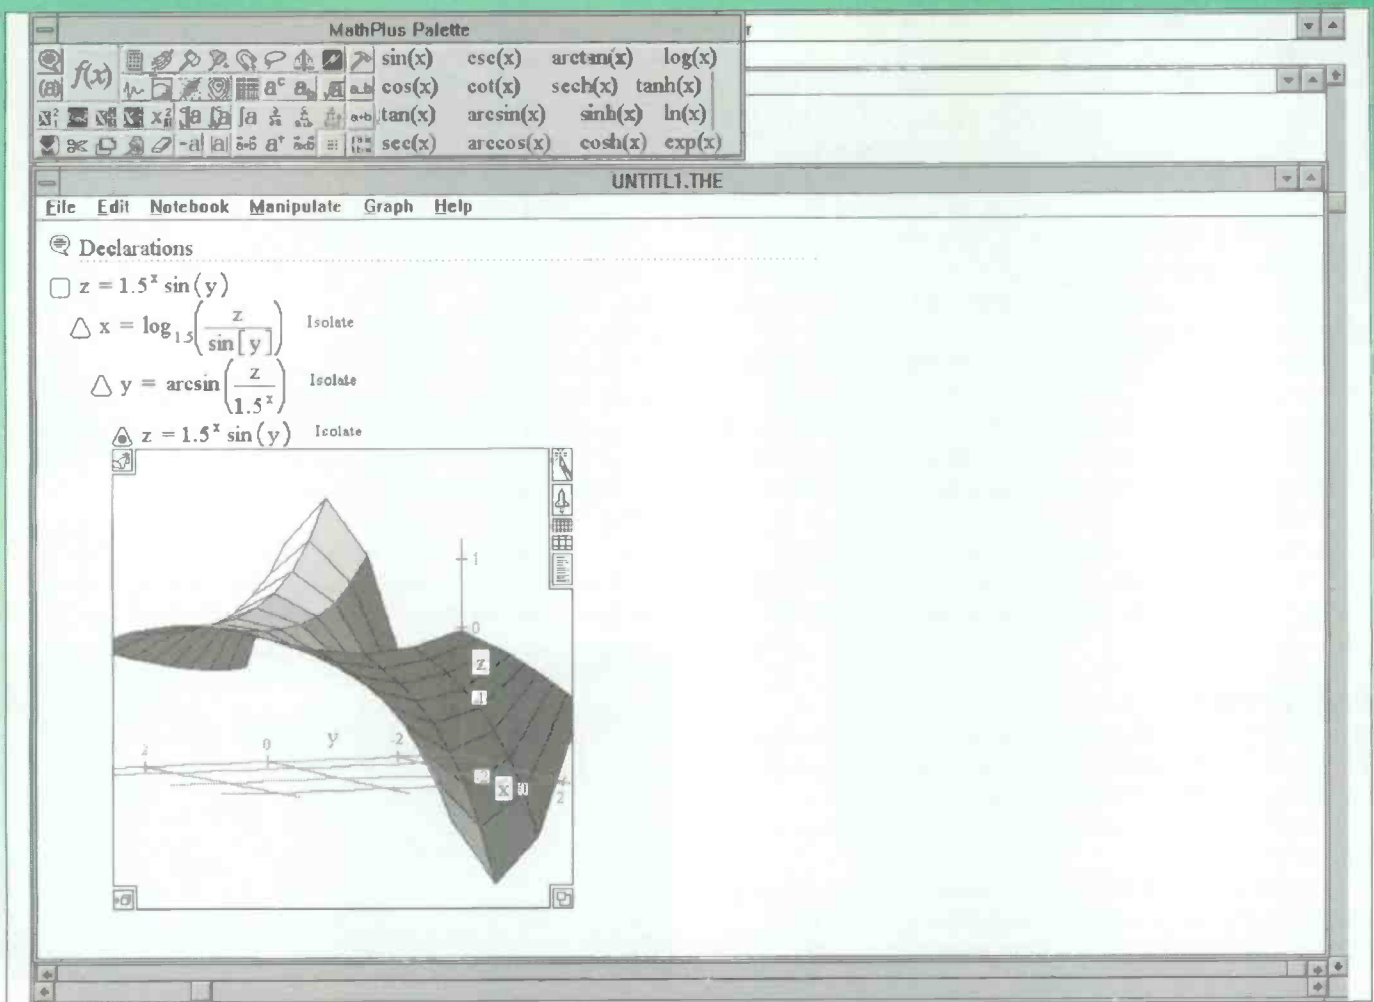 MathPlus Palette
r
f(x)
sin(x) csc(x) arctan(x) log(x)
cos(x) cot(x) sech(x) tanh(x)
tan(x) arcsin(x) sinh(x) ln(x)
sec(x) arccos(x) cosh(x) exp(x)
UNTITL1.THE
File Edit Notebook Manipulate Graph Help
Declarations
z = 1.5^x sin(y)
x = log_1.5(z / sin[y]) Isolate
y = arcsin(z / 1.5^x) Isolate
z = 1.5^x sin(y) Isolate
1
0
z
2 0 y -2
x
2